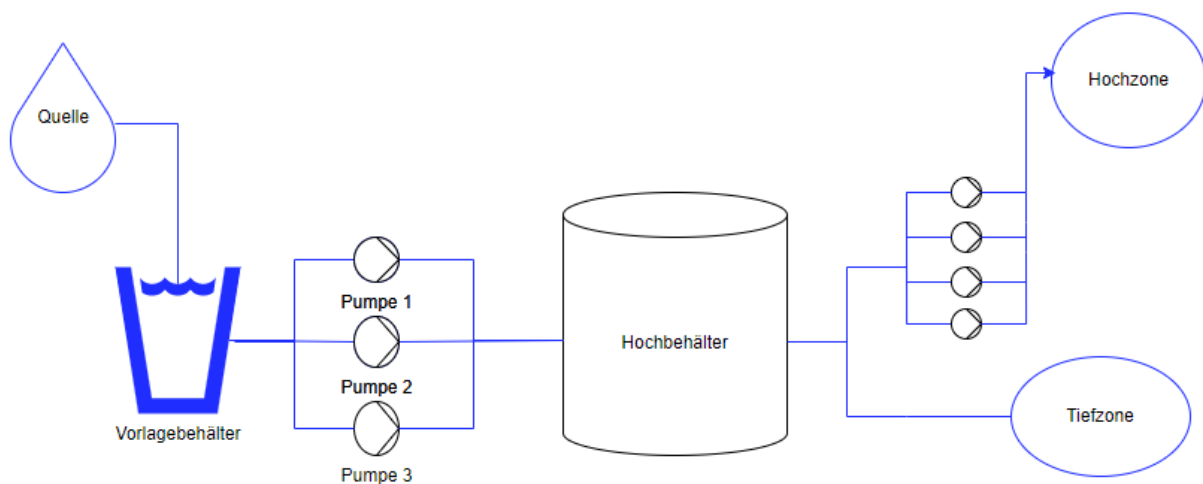 Quelle
Hochzone
Pumpe 1
Hochbehälter
Pumpe 2
Tiefzone
Vorlagebehälter
Pumpe 3